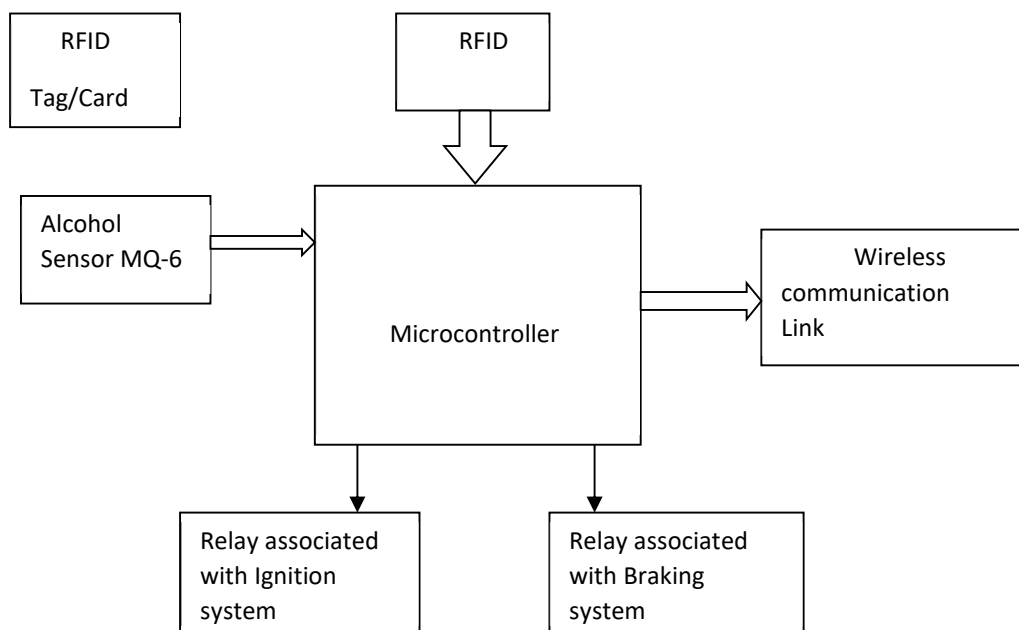 RFID
Tag/Card
RFID
Alcohol
Sensor MQ-6
Microcontroller
Wireless
communication
Link
Relay associated
with Ignition
system
Relay associated
with Braking
system